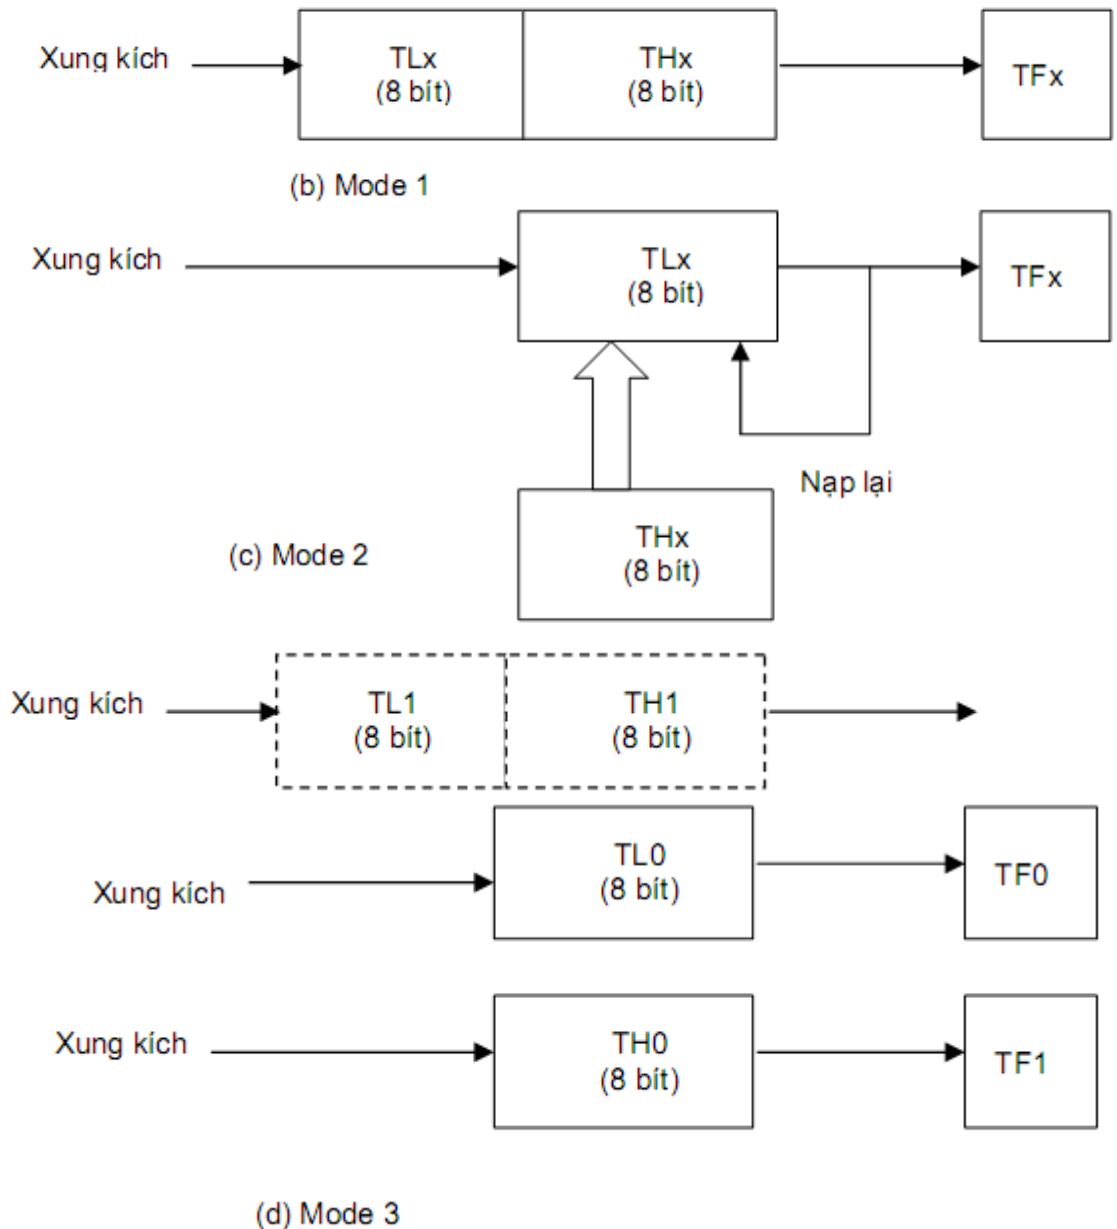 Xung kích
TLx
(8 bít)
THx
(8 bít)
TFx
(b) Mode 1
Xung kích
TLx
(8 bít)
TFx
Nạp lại
THx
(8 bít)
(c) Mode 2
Xung kích
TL1
(8 bít)
TH1
(8 bít)
Xung kích
TL0
(8 bít)
TF0
Xung kích
TH0
(8 bít)
TF1
(d) Mode 3